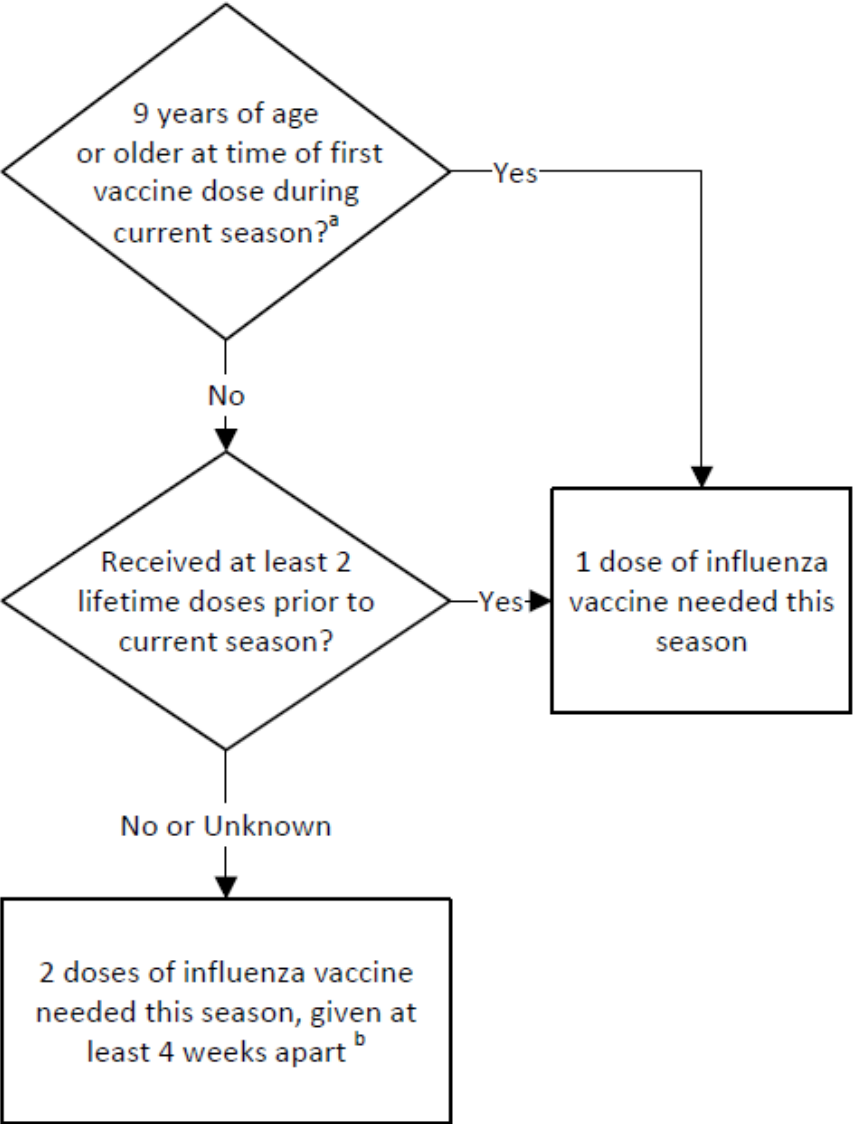 9 years of age
or older at time of first
vaccine dose during
current season?a
Yes
No
Received at least 2
lifetime doses prior to
current season?
Yes
1 dose of influenza
vaccine needed this
season
No or Unknown
2 doses of influenza vaccine
needed this season, given at
least 4 weeks apart b